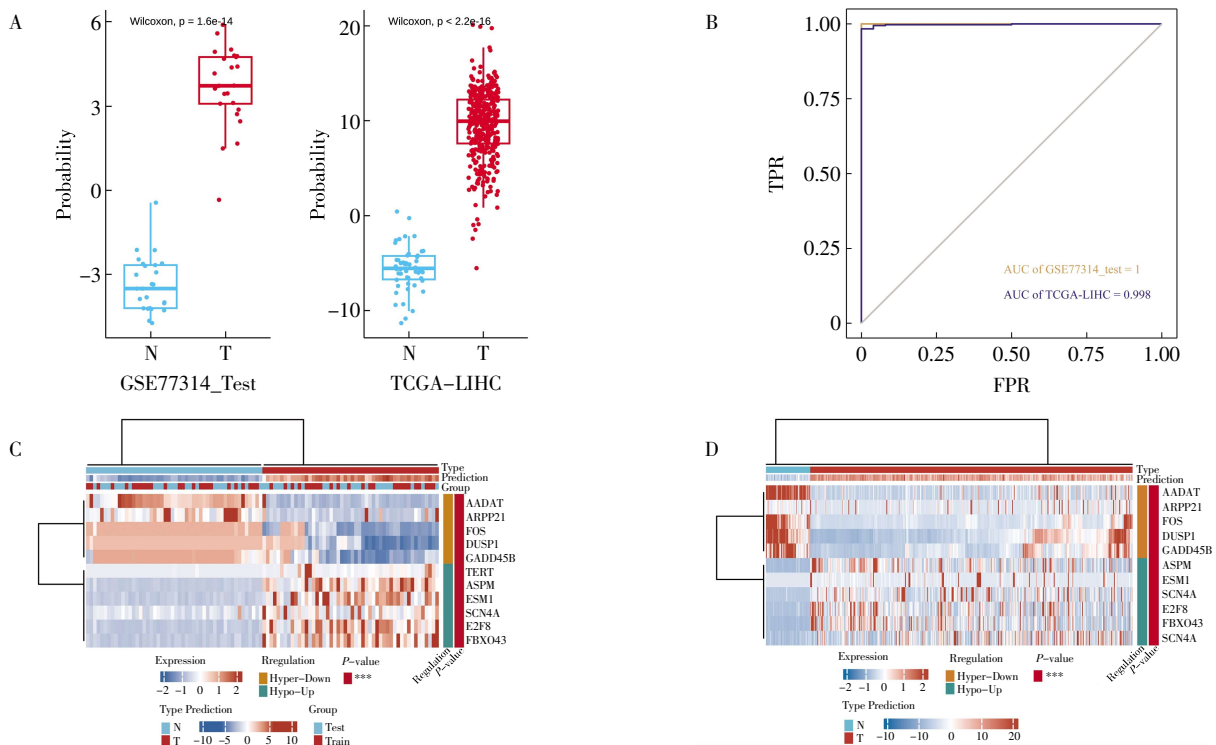 A
Wilcoxon, p = 1.6e-14
Wilcoxon, p < 2.2e-16
B
Probability
6
3
0
−3
N
T
GSE77314_Test
Probability
20
10
0
−10
N
T
TCGA−LIHC
TPR
1.00
0.75
0.50
0.25
0
AUC of GSE77314_test = 1
AUC of TCGA-LIHC = 0.998
0
0.25
0.50
0.75
1.00
FPR
C
Type
Prediction
Group
AADAT
ARPP21
FOS
DUSP1
GADD45B
TERT
ASPM
ESM1
SCN4A
E2F8
FBXO43
Regulation
P-value
Expression
−2 −1 0 1 2
Rregulation
Hyper−Down
Hypo−Up
P−value
***
Type
N
T
Prediction
−10 −5 0 5 10
Group
Test
Train
D
Type
Prediction
AADAT
ARPP21
FOS
DUSP1
GADD45B
ASPM
ESM1
SCN4A
E2F8
FBXO43
SCN4A
Regulation
P−value
Expression
−2 −1 0 1 2
Rregulation
Hyper−Down
Hypo−Up
P−value
***
Type
N
T
Prediction
−10 0 10 20